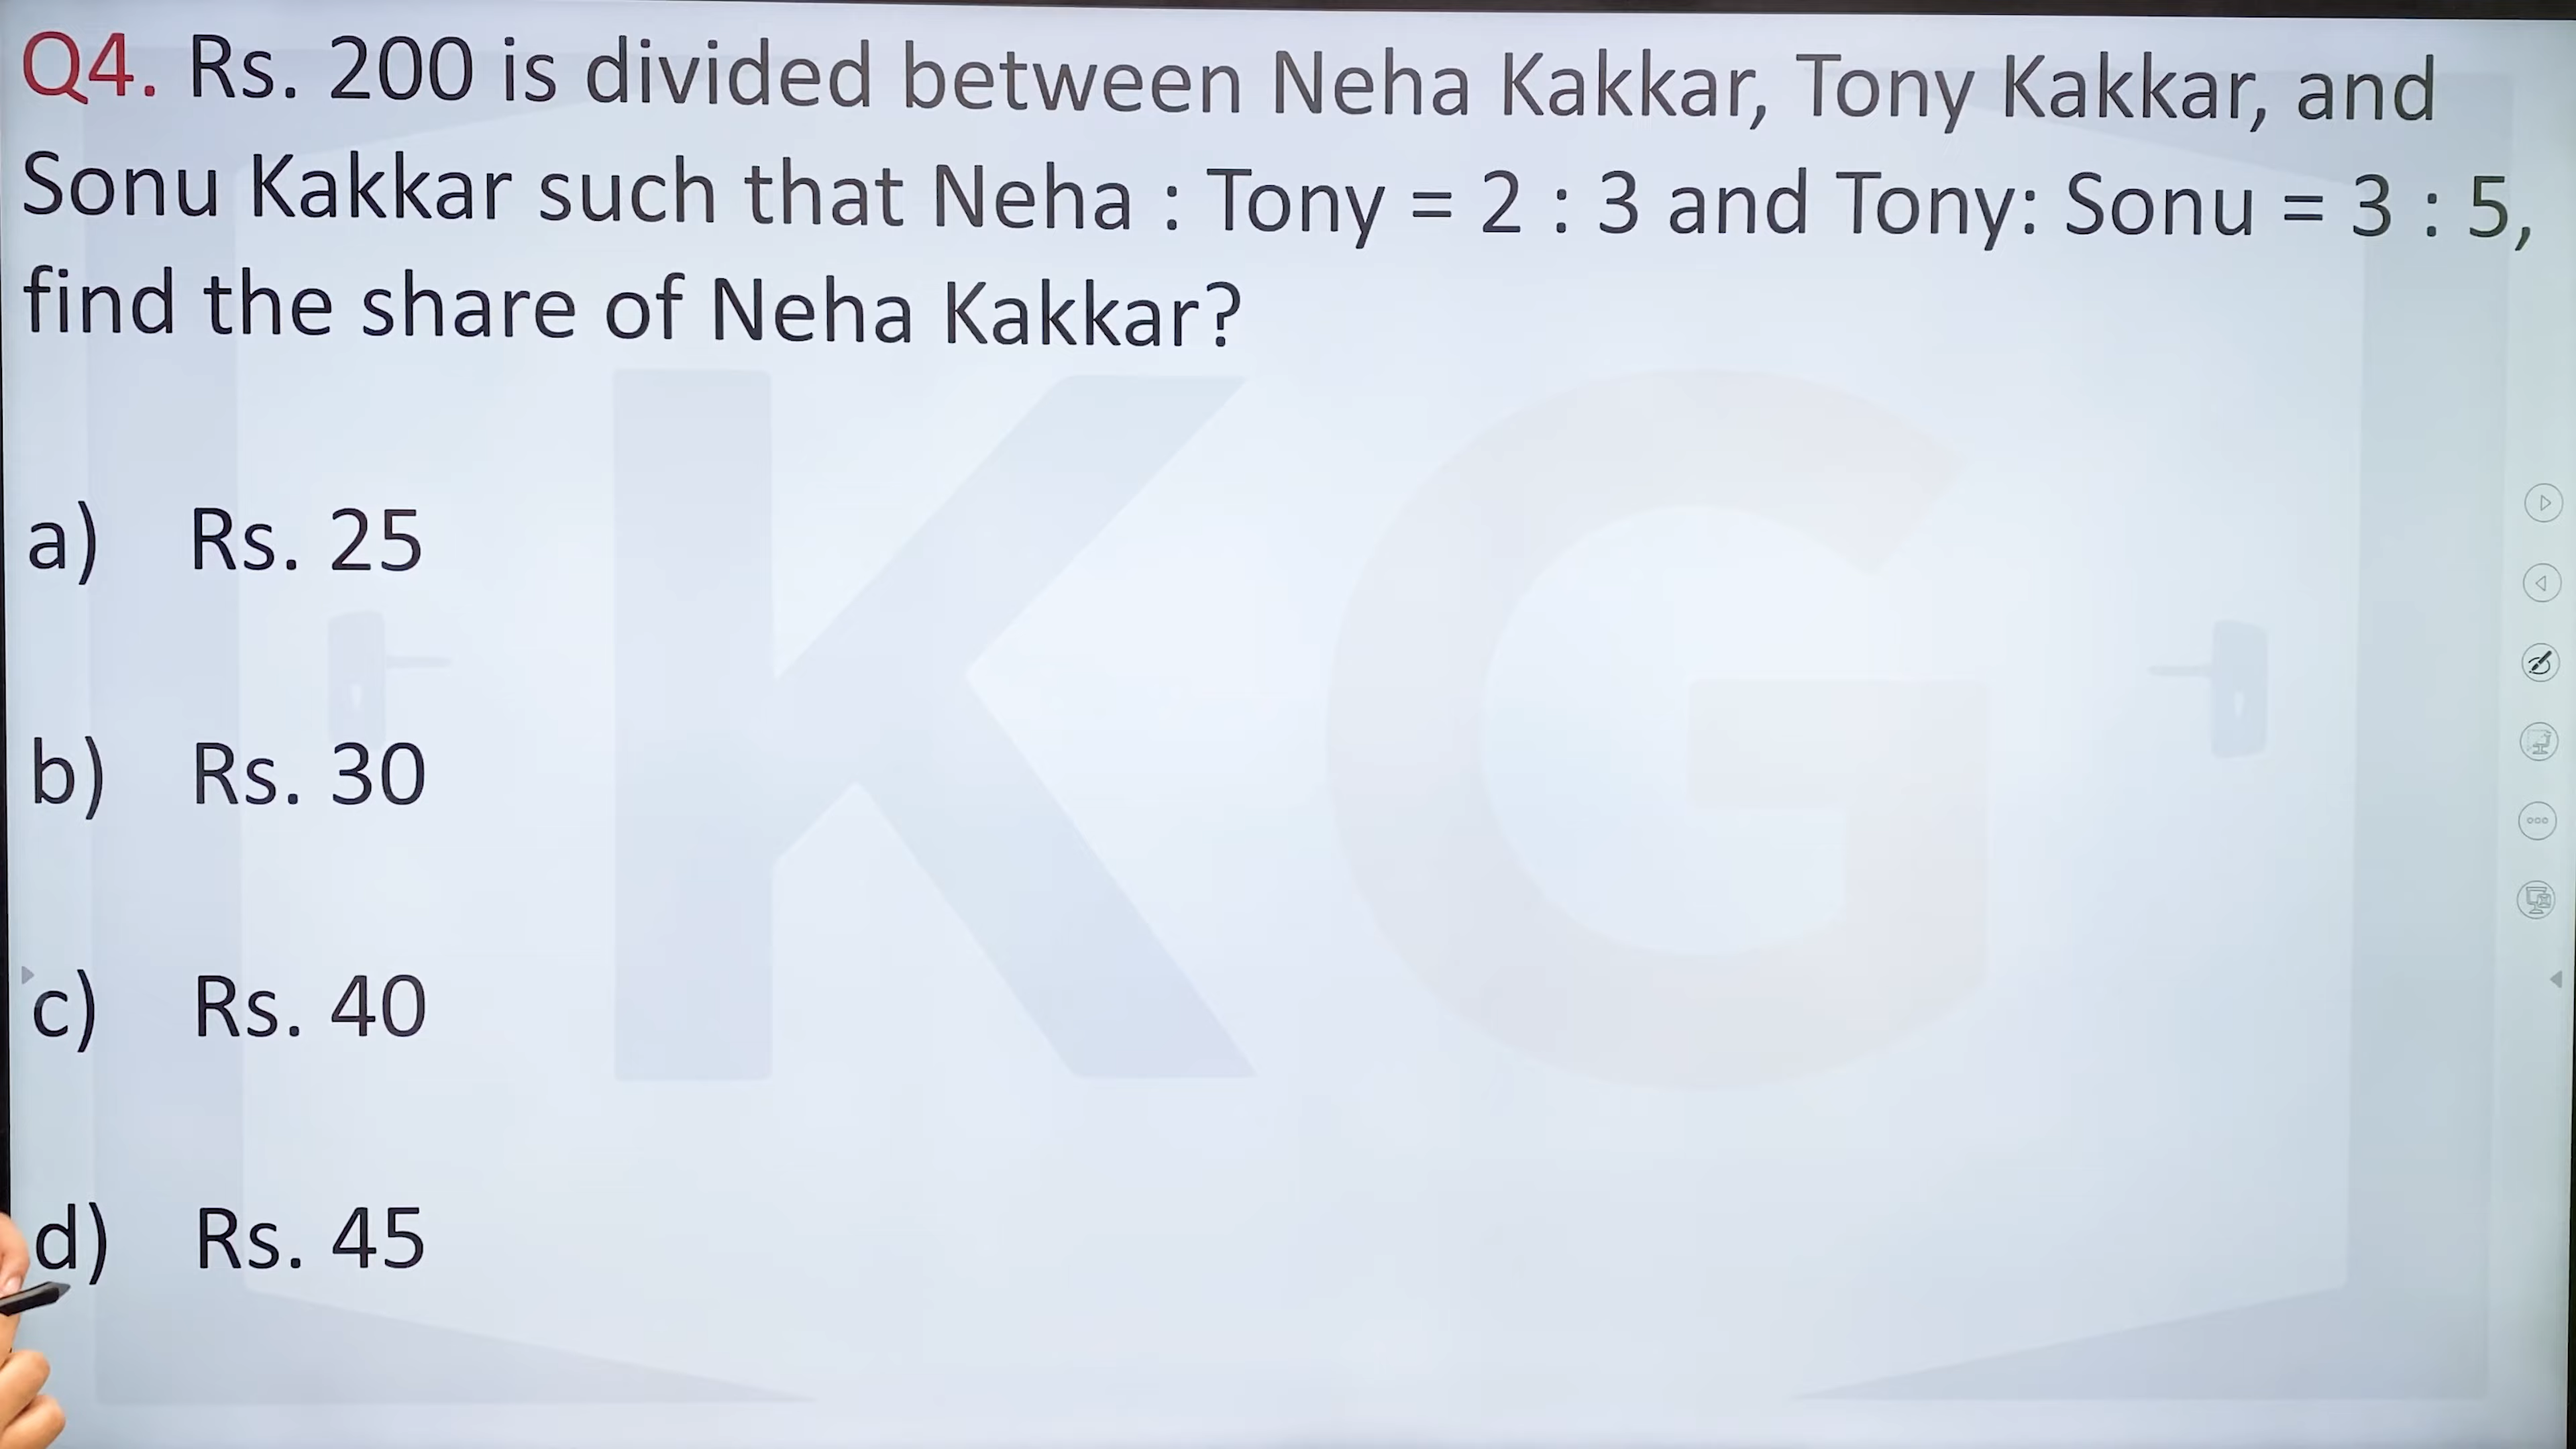 Q4. Rs. 200 is divided between Neha Kakkar, Tony Kakkar, and
Sonu Kakkar such that Neha : Tony = 2 : 3 and Tony: Sonu = 3 : 5,
find the share of Neha Kakkar?
a) Rs. 25
b) Rs. 30
c) Rs. 40
d) Rs. 45
KG